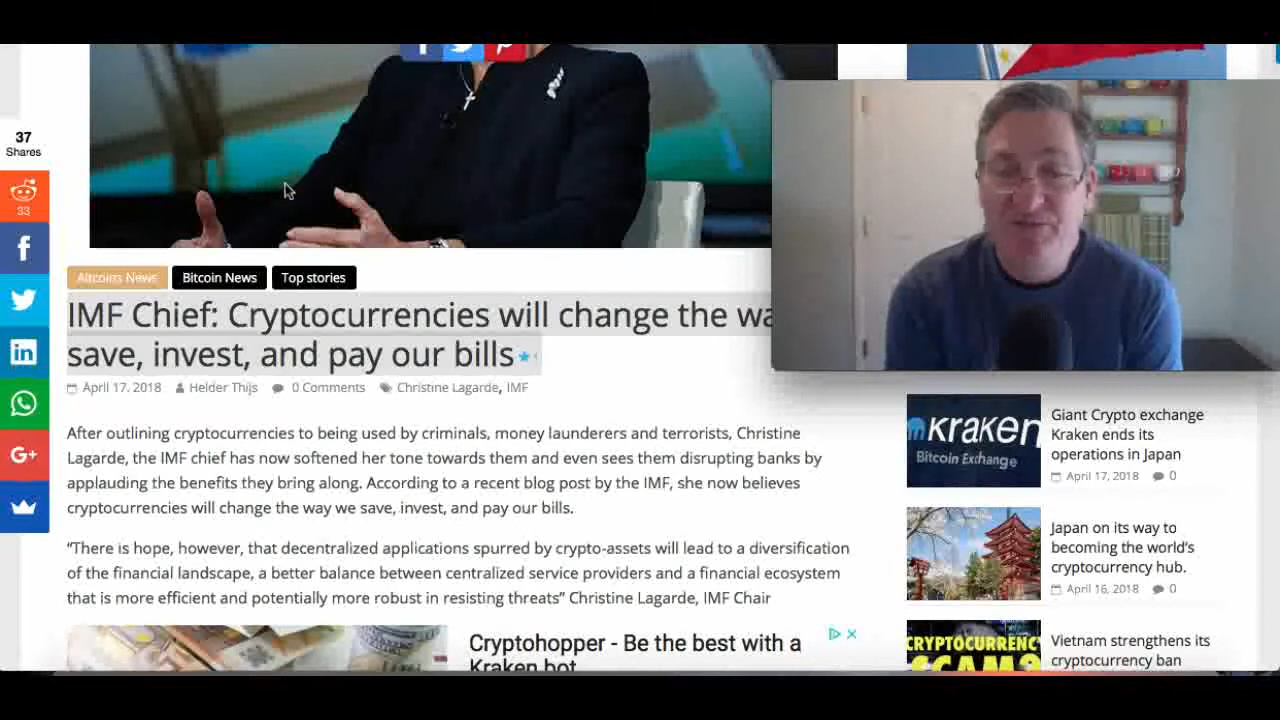 37
Shares
33
Altcoins News
Bitcoin News
Top stories
IMF Chief: Cryptocurrencies will change the
save, invest, and pay our bills
April 17, 2018 Helder Thijs 0 Comments Christine Lagarde, IMF
After outlining cryptocurrencies to being used by criminals, money launderers and terrorists, Christine
Lagarde, the IMF chief has now softened her tone towards them and even sees them disrupting banks by
applauding the benefits they bring along. According to a recent blog post by the IMF, she now believes
cryptocurrencies will change the way we save, invest, and pay our bills.
“There is hope, however, that decentralized applications spurred by crypto-assets will lead to a diversification
of the financial landscape, a better balance between centralized service providers and a financial ecosystem
that is more efficient and potentially more robust in resisting threats” Christine Lagarde, IMF Chair
Cryptohopper - Be the best with a
Kraken bot
kraken
Bitcoin Exchange
Giant Crypto exchange
Kraken ends its
operations in Japan
April 17, 2018 0
Japan on its way to
becoming the world’s
cryptocurrency hub.
April 16, 2018 0
CRYPTOCURRENC
SCAM?
Vietnam strengthens its
cryptocurrency ban